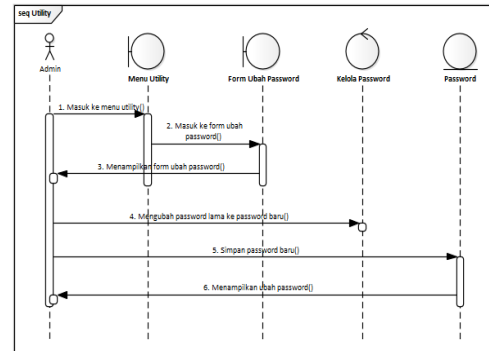 seq Utility
Admin
Menu Utility
Form Ubah Password
Kelola Password
Password
1. Masuk ke menu utility()
2. Masuk ke form ubah
password()
3. Menampilkan form ubah password()
4. Mengubah password lama ke password baru()
5. Simpan password baru()
6. Menampilkan ubah password()